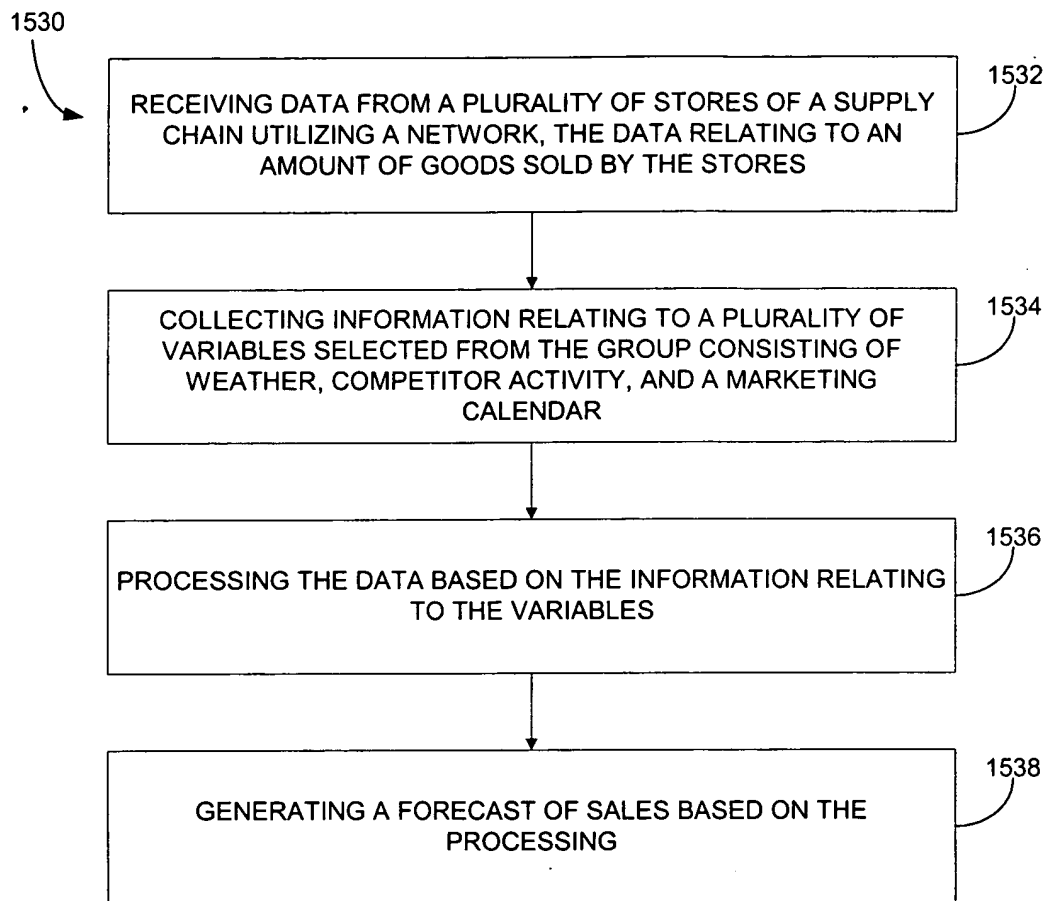 1530
1532
RECEIVING DATA FROM A PLURALITY OF STORES OF A SUPPLY
CHAIN UTILIZING A NETWORK, THE DATA RELATING TO AN
AMOUNT OF GOODS SOLD BY THE STORES
1534
COLLECTING INFORMATION RELATING TO A PLURALITY OF
VARIABLES SELECTED FROM THE GROUP CONSISTING OF
WEATHER, COMPETITOR ACTIVITY, AND A MARKETING
CALENDAR
1536
PROCESSING THE DATA BASED ON THE INFORMATION RELATING
TO THE VARIABLES
1538
GENERATING A FORECAST OF SALES BASED ON THE
PROCESSING